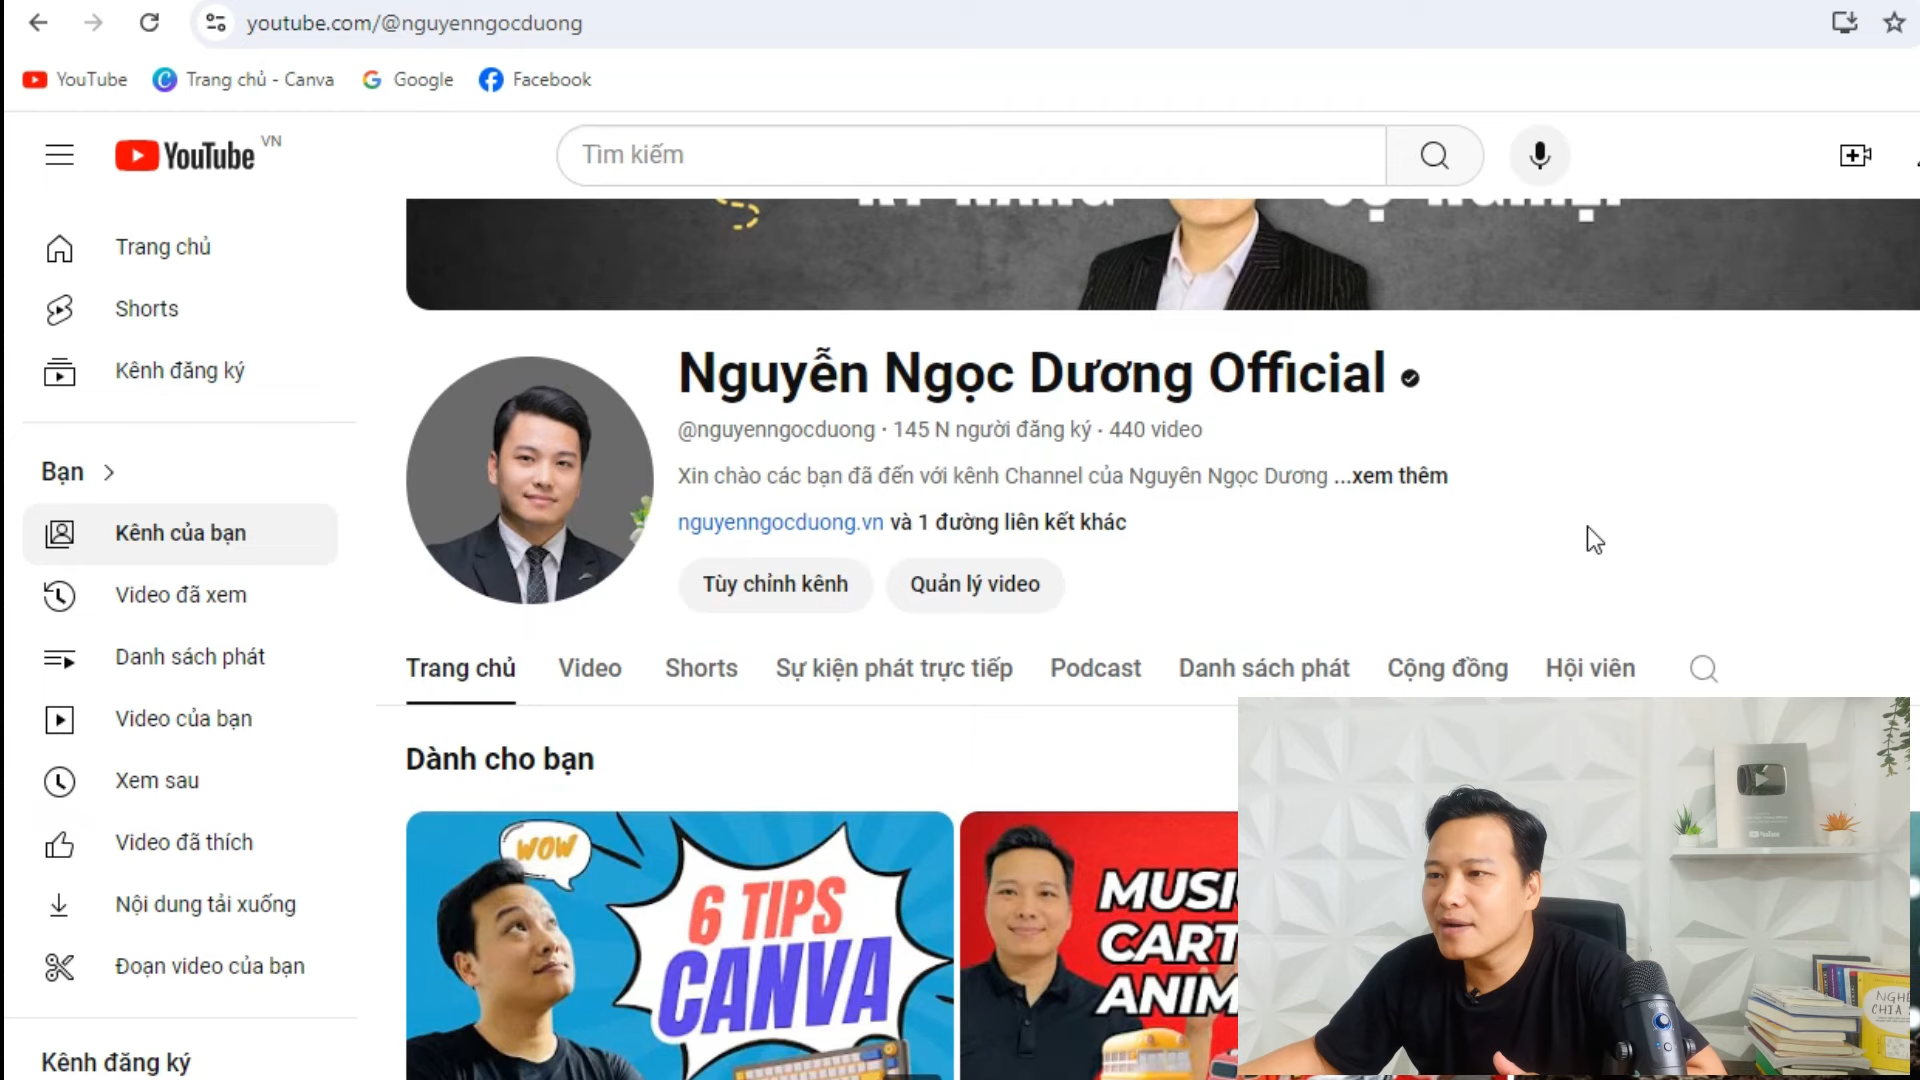 youtube.com/@nguyenngocduong
YouTube
Trang chủ - Canva
Google
Facebook
YouTube VN
Tìm kiếm
Trang chủ
Shorts
Kênh đăng ký
Bạn
Kênh của bạn
Video đã xem
Danh sách phát
Video của bạn
Xem sau
Video đã thích
Nội dung tải xuống
Đoạn video của bạn
Kênh đăng ký
Nguyễn Ngọc Dương Official
@nguyenngocduong · 145 N người đăng ký · 440 video
Xin chào các bạn đã đến với kênh Channel của Nguyên Ngọc Dương ...xem thêm
nguyenngocduong.vn và 1 đường liên kết khác
Tùy chỉnh kênh
Quản lý video
Trang chủ
Video
Shorts
Sự kiện phát trực tiếp
Podcast
Danh sách phát
Cộng đồng
Hội viên
Dành cho bạn
WOW
6 TIPS
CANVA
MUSI
CART
ANIM
YouTube
CHIA